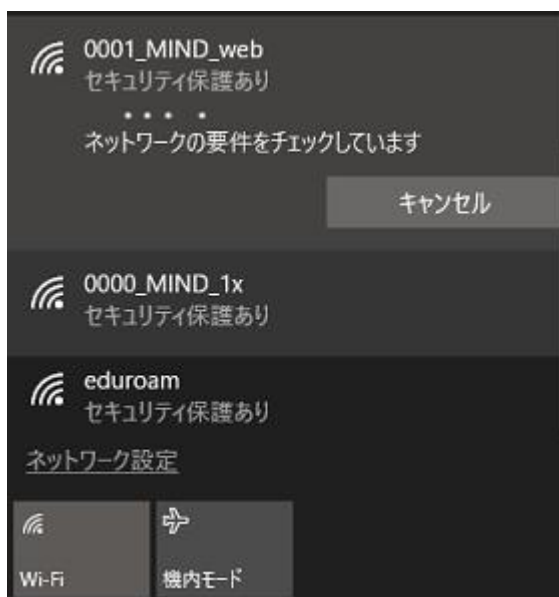 0001_MIND_web
セキュリティ保護あり
ネットワークの要件をチェックしています
キャンセル
0000_MIND_1x
セキュリティ保護あり
eduroam
セキュリティ保護あり
ネットワーク設定
Wi-Fi
機内モード